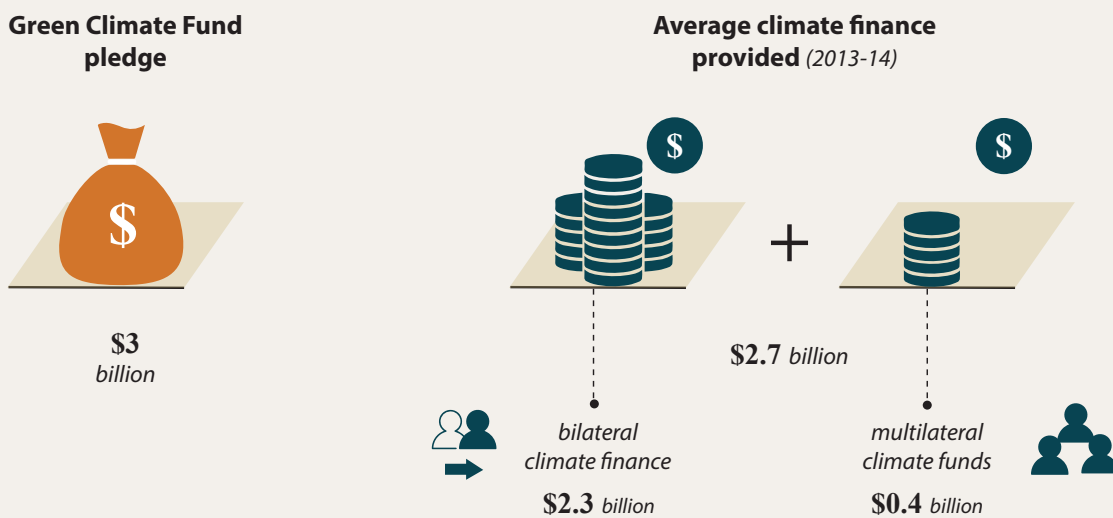 Green Climate Fund
pledge
$
$3
billion
Average climate finance
provided (2013-14)
$
$
+
$2.7 billion
bilateral
climate finance
$2.3 billion
multilateral
climate funds
$0.4 billion